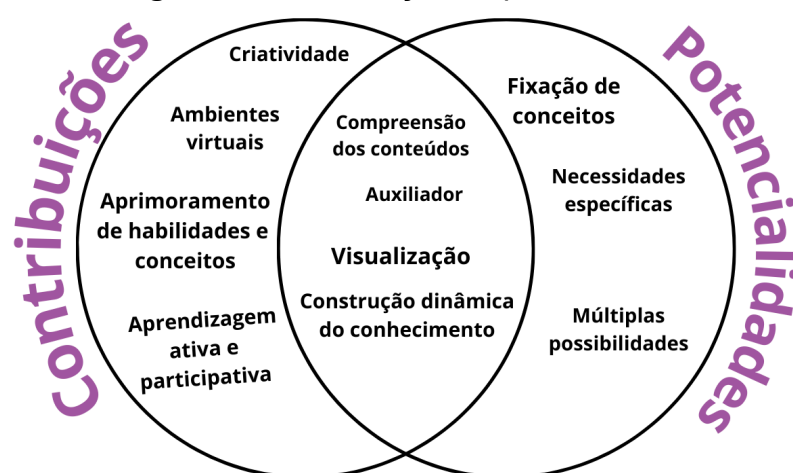 Contribuições
Potencialidades
Criatividade
Ambientes
virtuais
Aprimoramento
de habilidades e
conceitos
Aprendizagem
ativa e
participativa
Compreensão
dos conteúdos
Auxiliador
Visualização
Construção dinâmica
do conhecimento
Fixação de
conceitos
Necessidades
específicas
Múltiplas
possibilidades